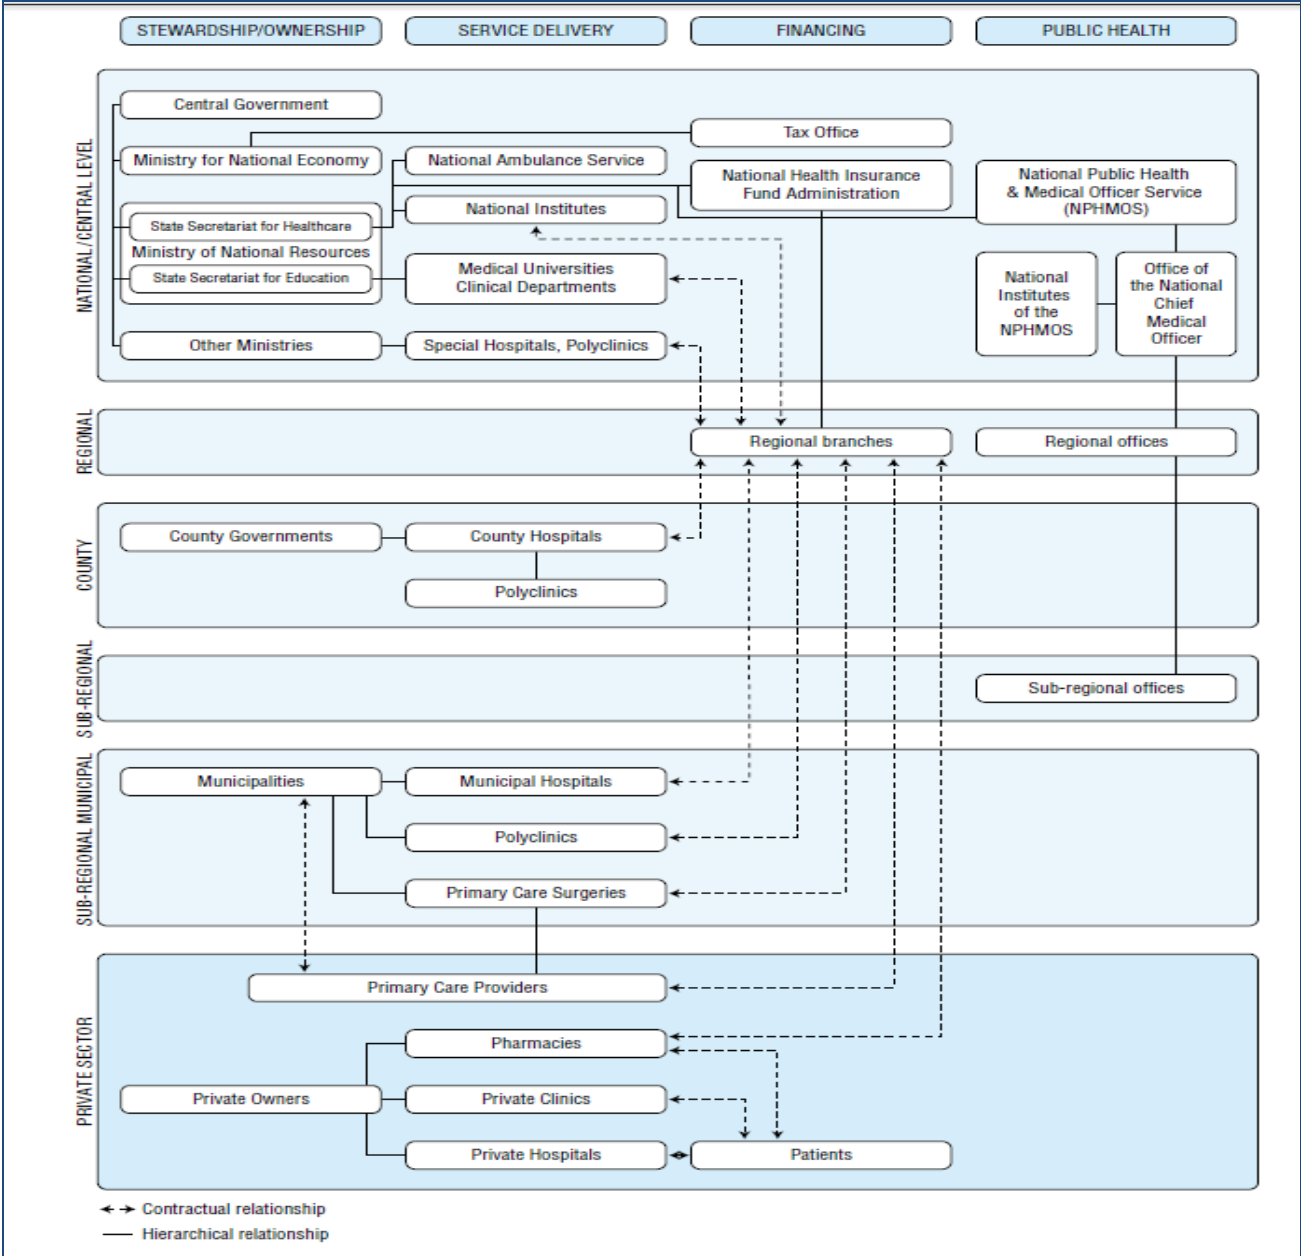 STEWARDSHIP/OWNERSHIP
SERVICE DELIVERY
FINANCING
PUBLIC HEALTH
NATIONAL/CENTRAL LEVEL
Central Government
Tax Office
Ministry for National Economy
National Ambulance Service
National Health Insurance
Fund Administration
National Public Health
& Medical Officer Service
(NPHMOS)
State Secretariat for Healthcare
National Institutes
Ministry of National Resources
State Secretariat for Education
Medical Universities
Clinical Departments
National
Institutes
of the
NPHMOS
Office of
the National
Chief
Medical
Officer
Other Ministries
Special Hospitals, Polyclinics
REGIONAL
Regional branches
Regional offices
COUNTY
County Governments
County Hospitals
Polyclinics
SUB-REGIONAL
Sub-regional offices
SUB-REGIONAL MUNICIPAL
Municipalities
Municipal Hospitals
Polyclinics
Primary Care Surgeries
PRIVATE SECTOR
Primary Care Providers
Pharmacies
Private Owners
Private Clinics
Private Hospitals
Patients
Contractual relationship
Hierarchical relationship